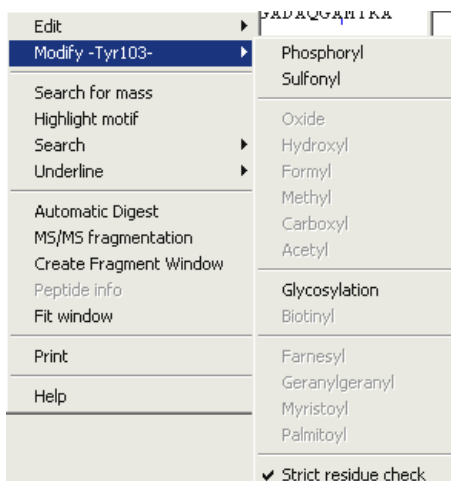 GADAQGAMTKA
Edit
Modify -Tyr103-
Search for mass
Highlight motif
Search
Underline
Automatic Digest
MS/MS fragmentation
Create Fragment Window
Peptide info
Fit window
Print
Help
Phosphoryl
Sulfonyl
Oxide
Hydroxyl
Formyl
Methyl
Carboxyl
Acetyl
Glycosylation
Biotinyl
Farnesyl
Geranylgeranyl
Myristoyl
Palmitoyl
Strict residue check